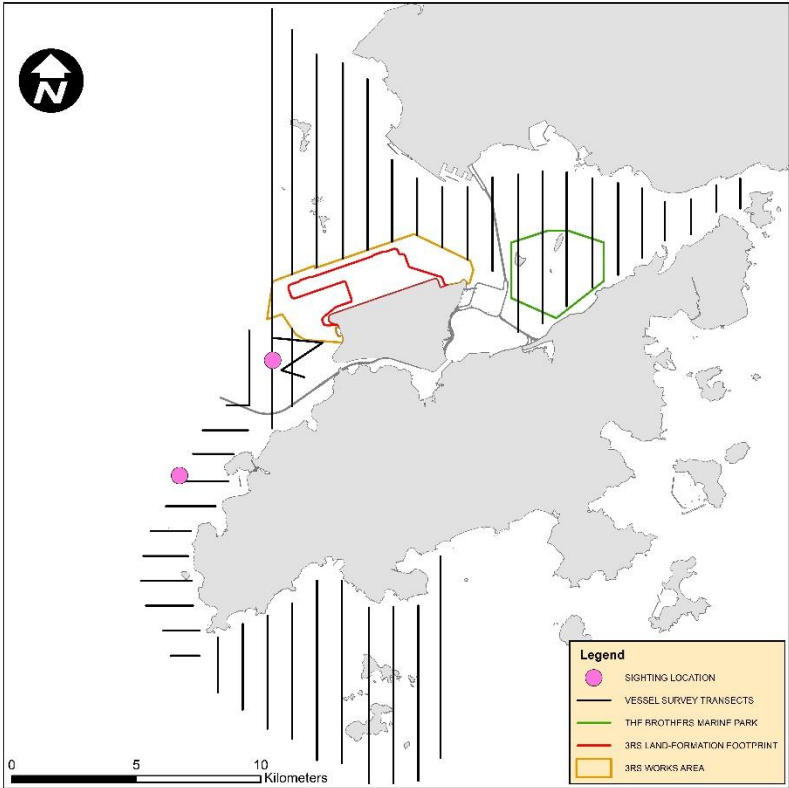 N
Legend
SIGHTING LOCATION
VESSEL SURVEY TRANSECTS
THE BROTHERS MARINE PARK
3RS LAND-FORMATION FOOTPRINT
3RS WORKS AREA
0 5 10
Kilometers